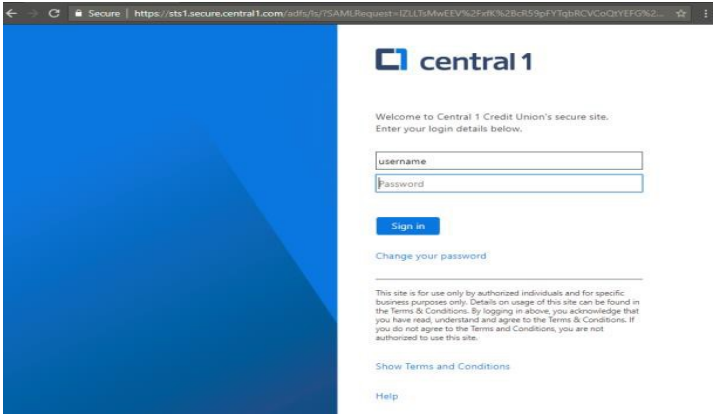 Secure | https://sts1.secure.central1.com/adfs/ls/?SAMLRequest=
central 1
Welcome to Central 1 Credit Union's secure site.
Enter your login details below.
username
Password
Sign in
Change your password
This site is for use only by authorized individuals and for specific
business purposes only. Details on usage of this site can be found in
the Terms & Conditions. By logging in above, you acknowledge that
you have read, understand and agree to the Terms & Conditions. If
you do not agree to the Terms and Conditions, you are not
authorized to use this site.
Show Terms and Conditions
Help